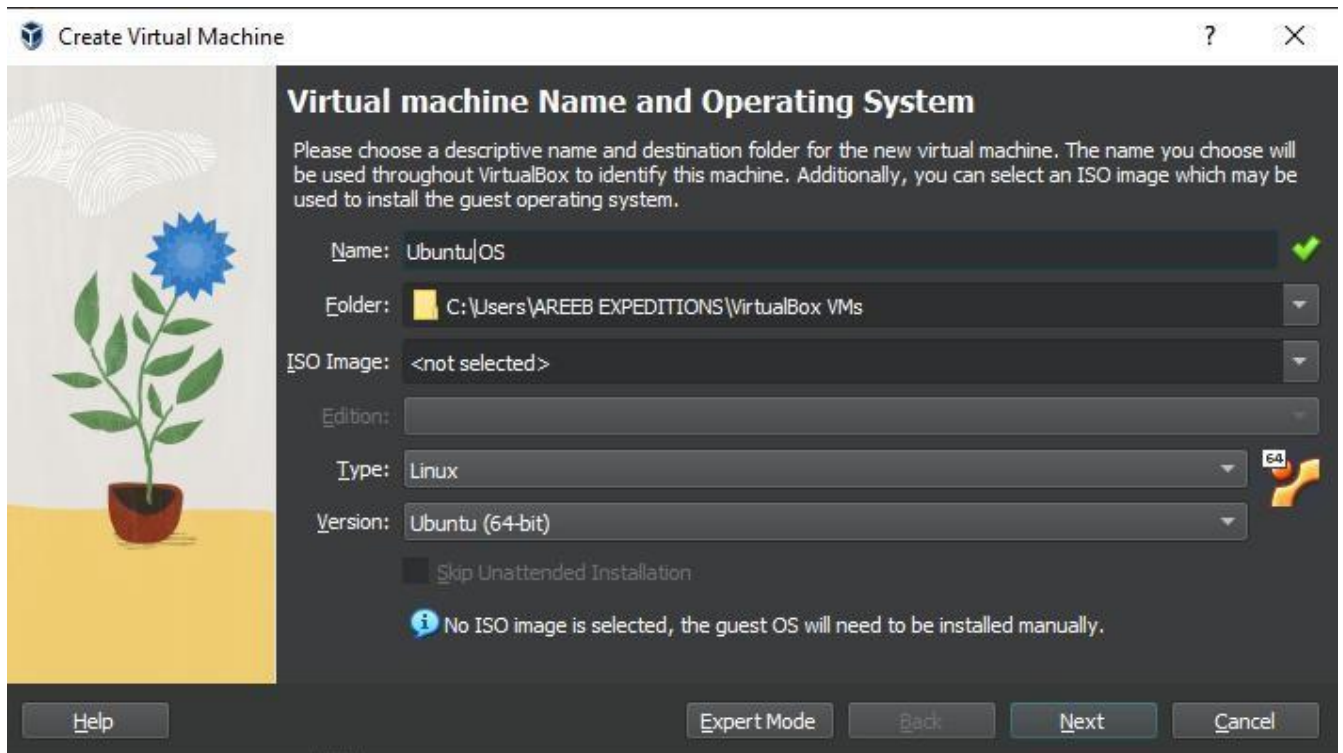 Create Virtual Machine
?
Virtual machine Name and Operating System
Please choose a descriptive name and destination folder for the new virtual machine. The name you choose will
be used throughout VirtualBox to identify this machine. Additionally, you can select an ISO image which may be
used to install the guest operating system.
Name: Ubuntu OS
Folder: C:\Users\AREEB EXPEDITIONS\VirtualBox VMs
ISO Image: <not selected>
Edition:
Type: Linux
64
Version: Ubuntu (64-bit)
Skip Unattended Installation
No ISO image is selected, the guest OS will need to be installed manually.
Help Expert Mode Back Next Cancel